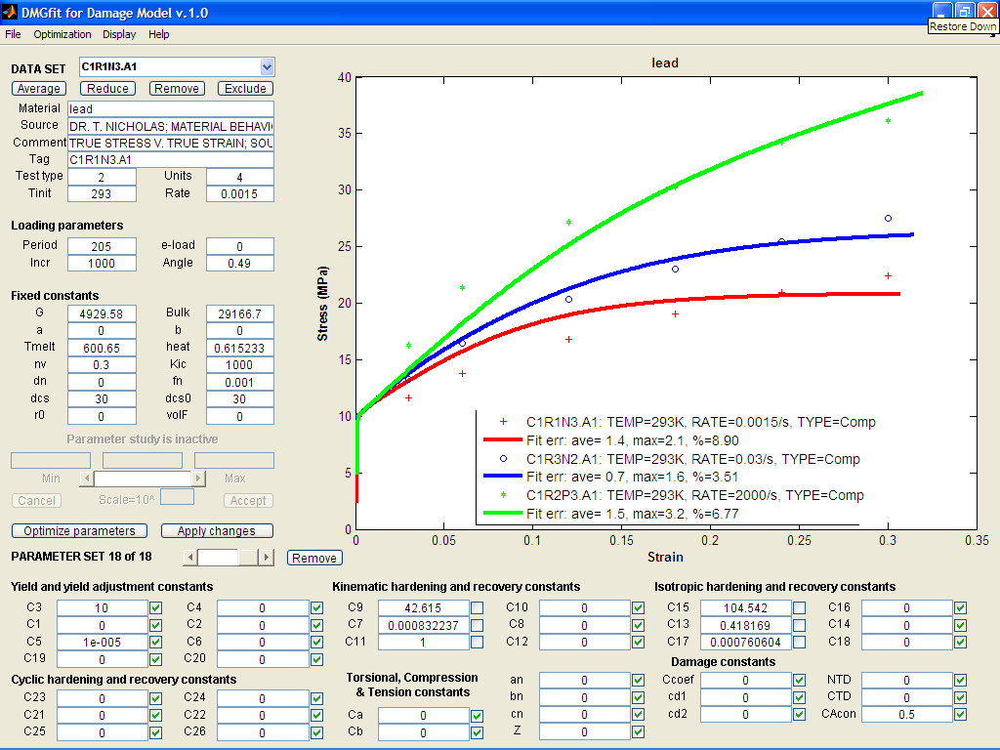 DMGfit for Damage Model v.1.0
Restore Down
File Optimization Display Help
DATA SET C1R1N3.A1
Average Reduce Remove Exclude
Material lead
Source DR. T. NICHOLAS; MATERIAL BEHAVI
Comment TRUE STRESS V. TRUE STRAIN; SOU
Tag C1R1N3.A1
Test type 2 Units 4
Tinit 293 Rate 0.0015
Loading parameters
Period 205 e-load 0
Incr 1000 Angle 0.49
Fixed constants
G 4929.58 Bulk 29166.7
a 0 b 0
Tmelt 600.65 heat 0.615233
nv 0.3 Kic 1000
dn 0 fn 0.001
dcs 30 dcs0 30
r0 0 volF 0
Parameter study is inactive
Min Max
Cancel Scale=10^ Accept
Optimize parameters Apply changes
PARAMETER SET 18 of 18 Remove
lead
40
35
30
25
20
15
10
5
0
Stress (MPa)
C1R1N3.A1: TEMP=293K, RATE=0.0015/s, TYPE=Comp
Fit err: ave= 1.4, max=2.1, %=8.90
C1R3N2.A1: TEMP=293K, RATE=0.03/s, TYPE=Comp
Fit err: ave= 0.7, max=1.6, %=3.51
C1R2P3.A1: TEMP=293K, RATE=2000/s, TYPE=Comp
Fit err: ave= 1.5, max=3.2, %=6.77
0 0.05 0.1 0.15 0.2 0.25 0.3 0.35
Strain
Yield and yield adjustment constants
C3 10 C4 0
C1 0 C2 0
C5 1e-005 C6 0
C19 0 C20 0
Cyclic hardening and recovery constants
C23 0 C24 0
C21 0 C22 0
C25 0 C26 0
Kinematic hardening and recovery constants
C9 42.615 C10 0
C7 0.000832237 C8 0
C11 1 C12 0
Torsional, Compression
& Tension constants
Ca 0
Cb 0
an 0
bn 0
cn 0
Z 0
Isotropic hardening and recovery constants
C15 104.542 C16 0
C13 0.418169 C14 0
C17 0.000760604 C18 0
Damage constants
Ccoef 0 NTD 0
cd1 0 CTD 0
cd2 0 CAcon 0.5